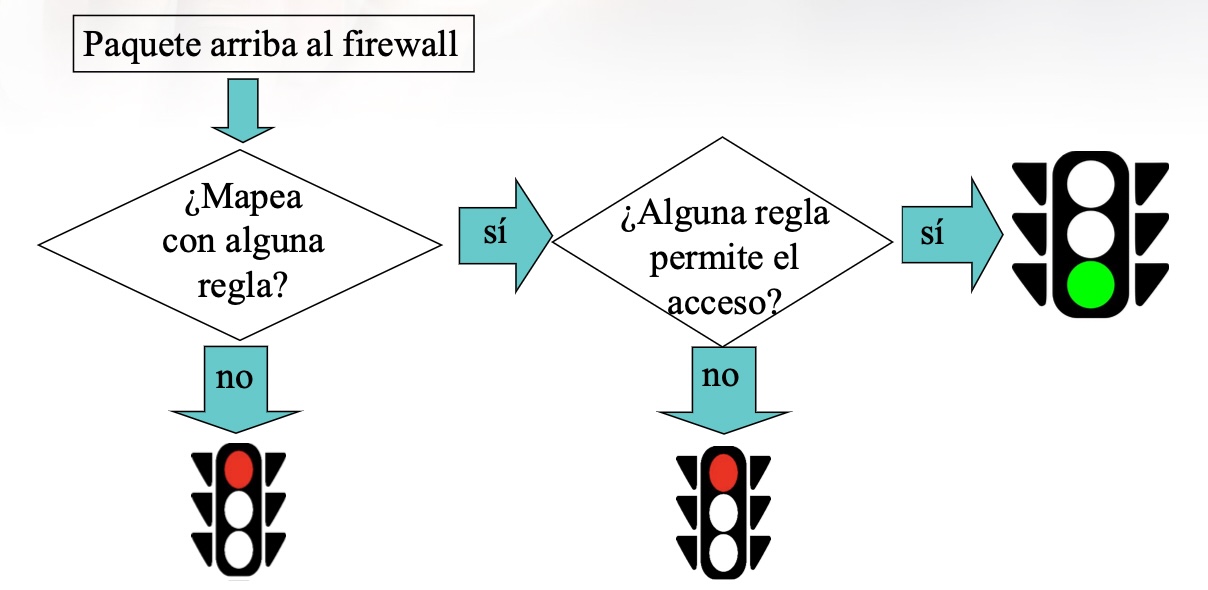 Paquete arriba al firewall
¿Mapea
con alguna
regla?
sí
¿Alguna regla
permite el
acceso?
sí
no
no